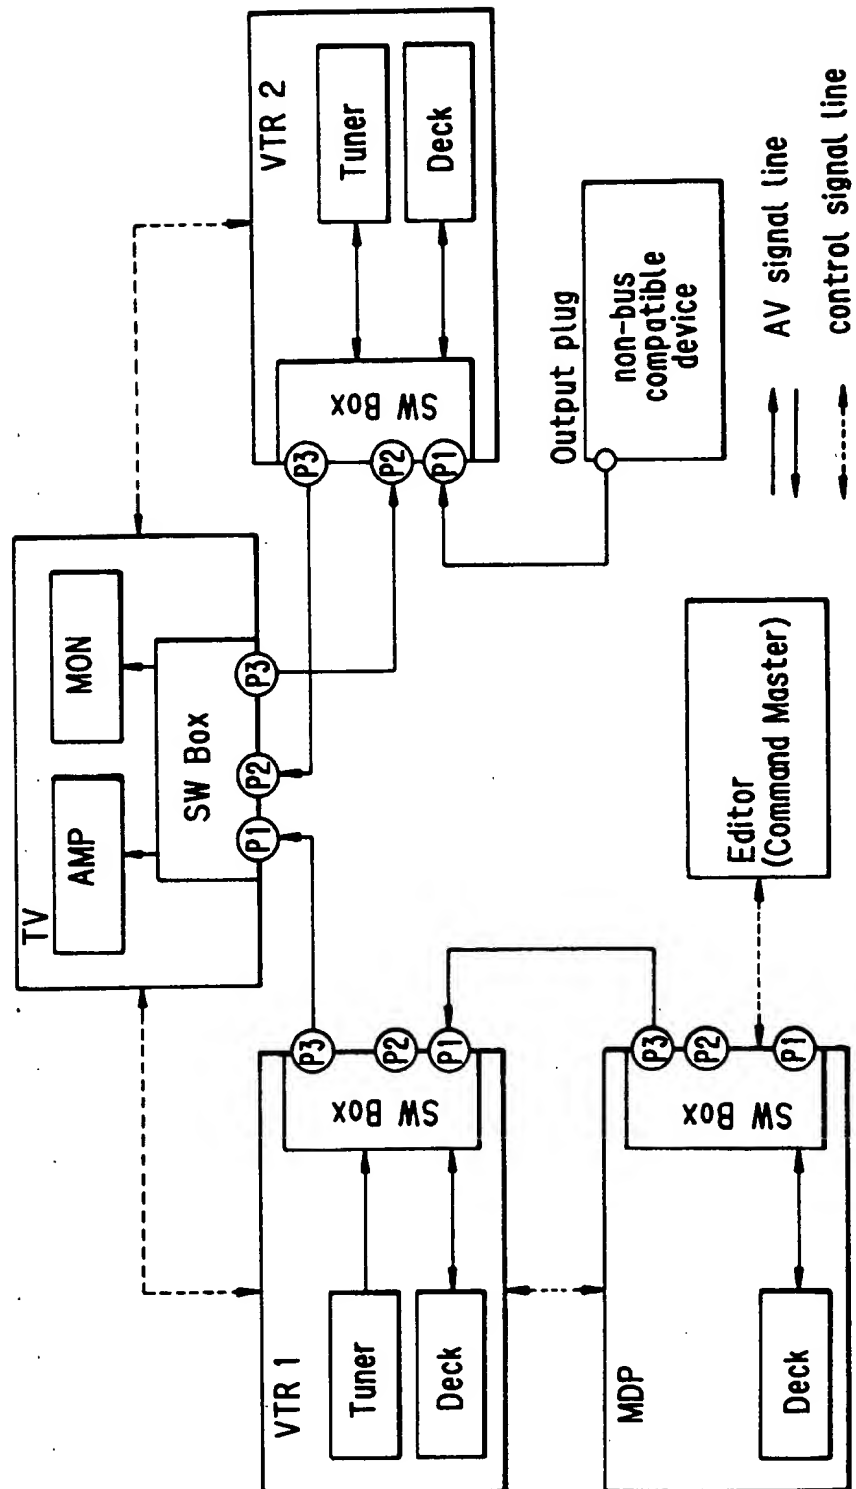 TV
AMP
MON
SW Box
P1
P2
P3
VTR 1
Tuner
Deck
SW Box
P3
P2
P1
VTR 2
Tuner
Deck
SW Box
P3
P2
P1
MDP
Deck
SW Box
P3
P2
P1
Editor
(Command Master)
Output plug
non-bus
compatible
device
AV signal line
control signal line